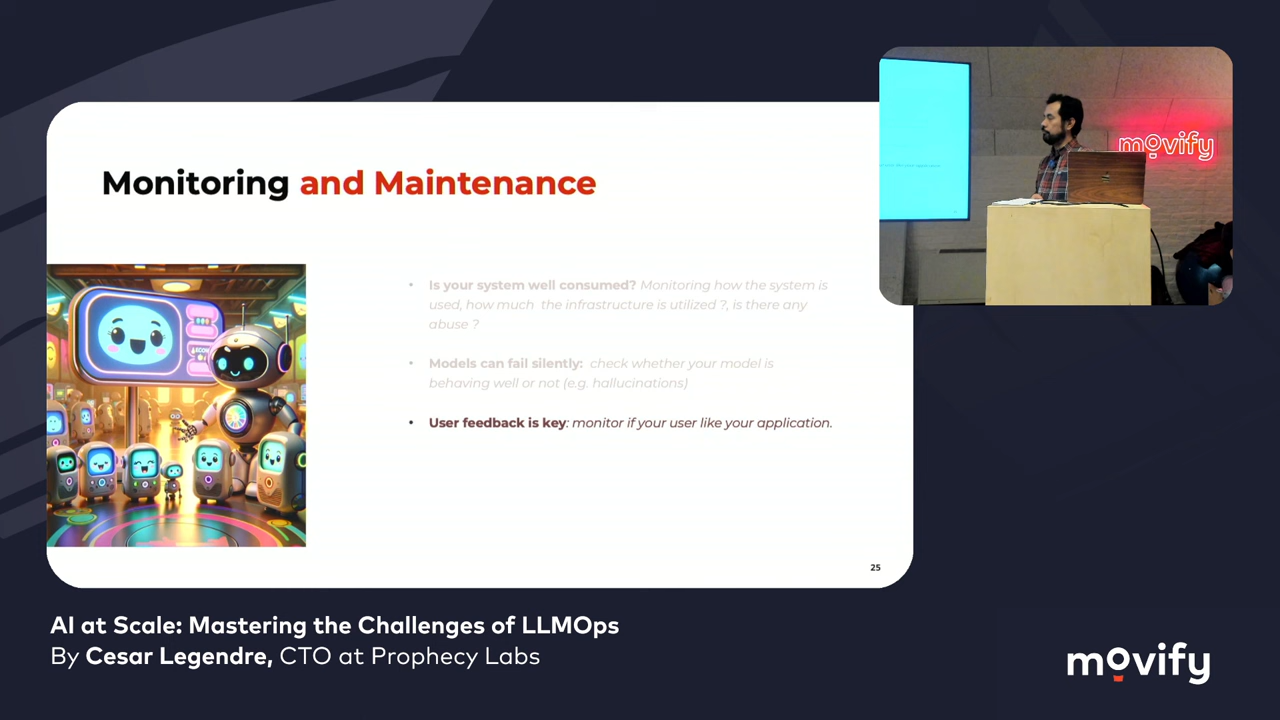 Monitoring and Maintenance
• Is your system well consumed? Monitoring how the system is
used, how much the infrastructure is utilized ?, is there any
abuse ?
• Models can fail silently: check whether your model is
behaving well or not (e.g. hallucinations)
• User feedback is key: monitor if your user like your application.
25
movify
AI at Scale: Mastering the Challenges of LLMOps
By Cesar Legendre, CTO at Prophecy Labs
movify